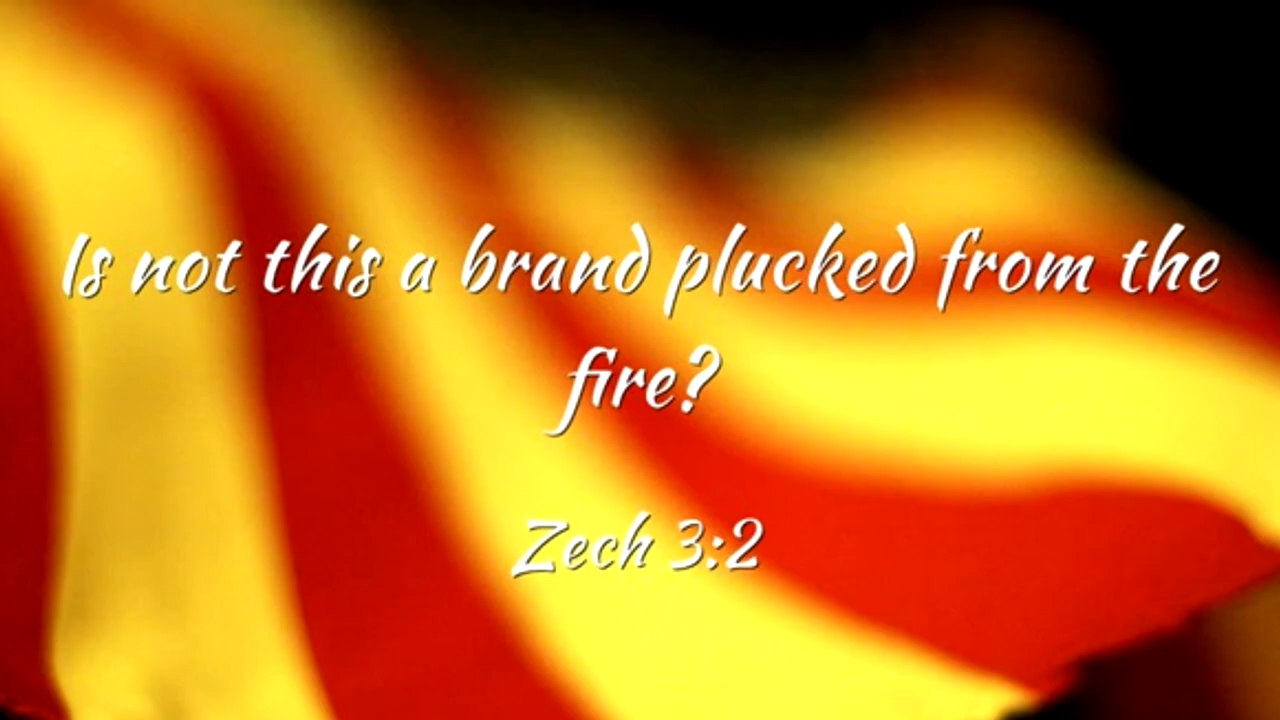 Is not this a brand plucked from the
fire?
Zech 3:2